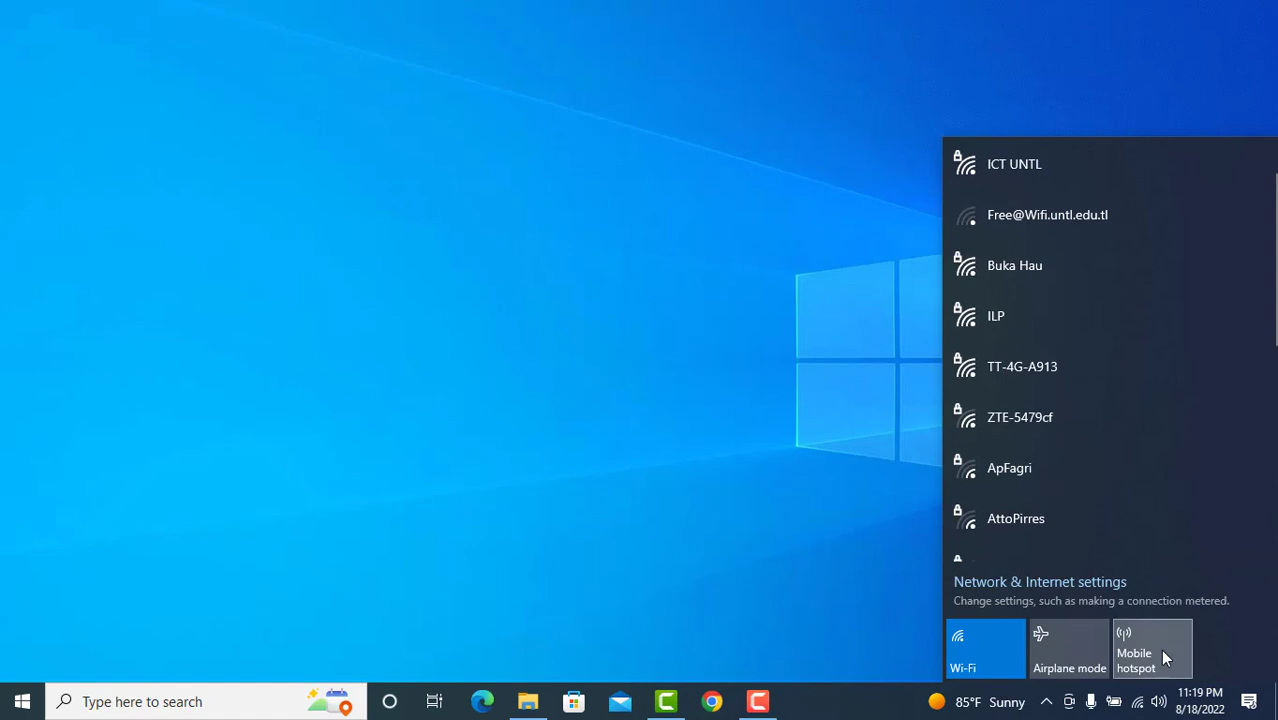 ICT UNTL
Free@Wifi.untl.edu.tl
Buka Hau
ILP
TT-4G-A913
ZTE-5479cf
ApFagri
AttoPirres
Network & Internet settings
Change settings, such as making a connection metered.
Wi-Fi
Airplane mode
Mobile
hotspot
Type here to search
85°F Sunny
11:19 PM
8/18/2022